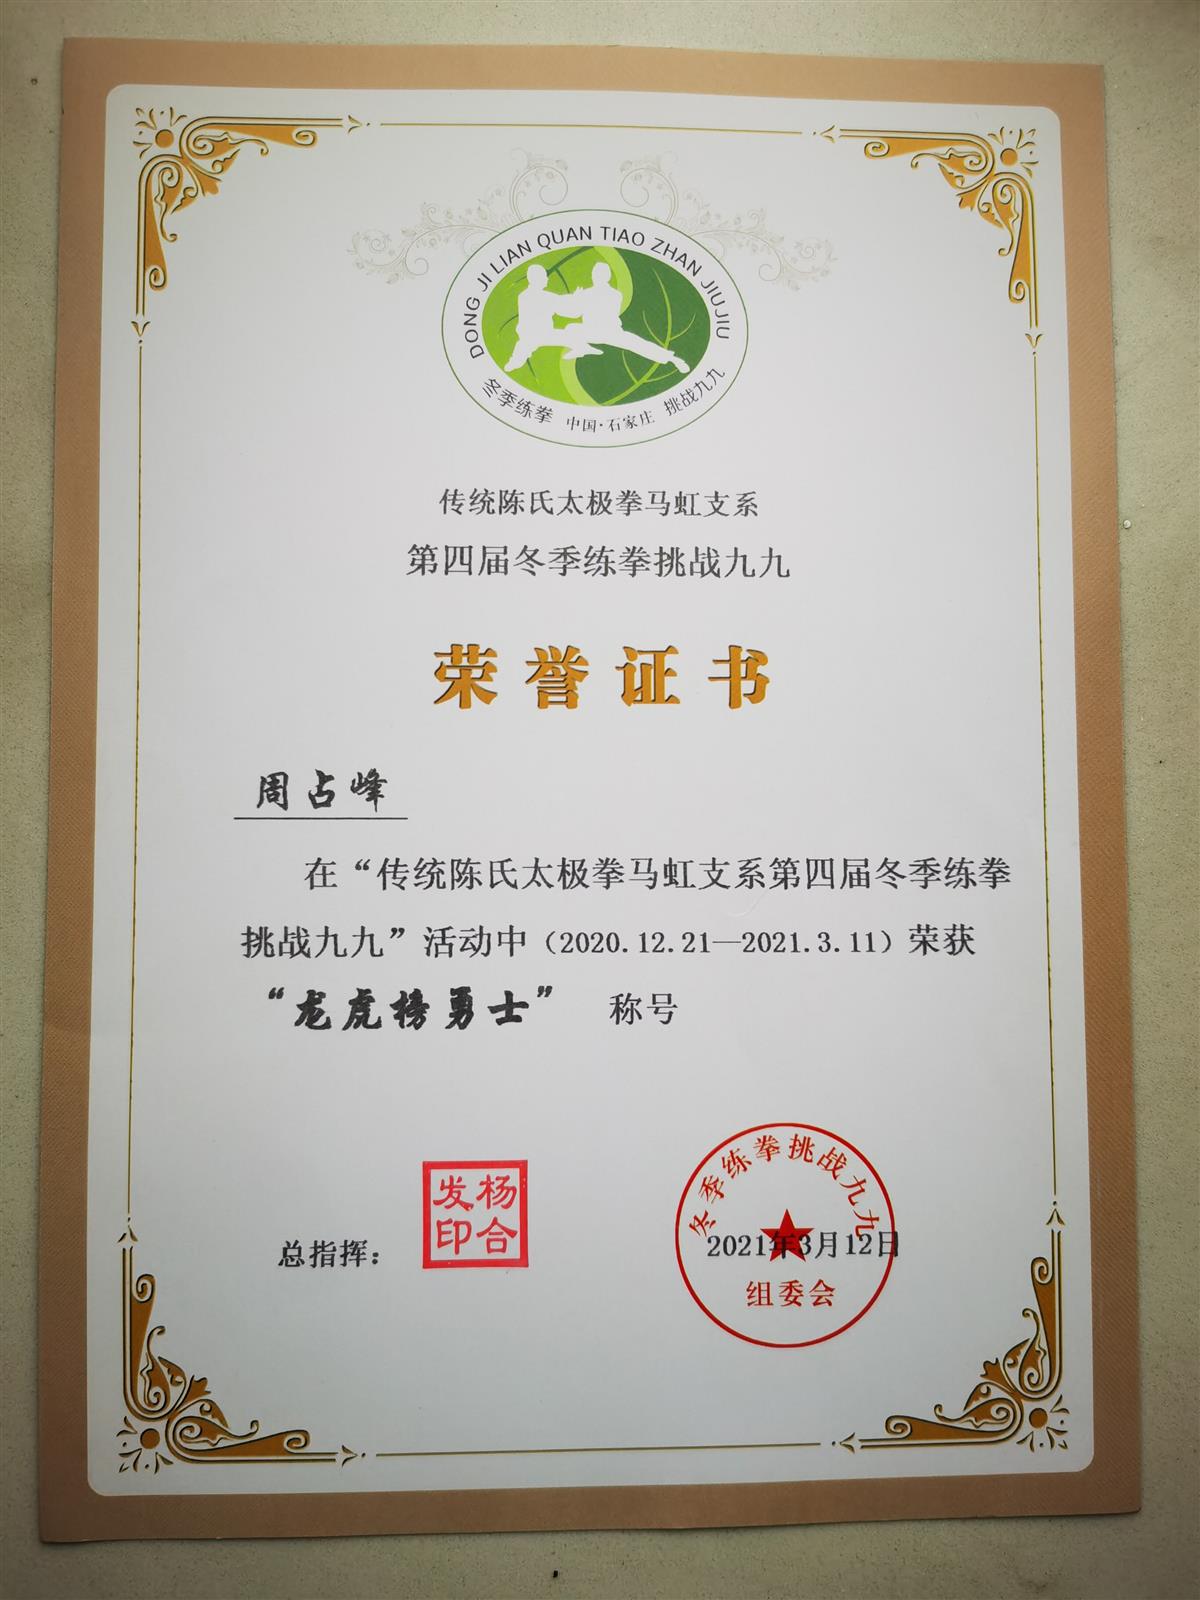 DONG JI LIAN QUAN TIAO ZHAN JIUJIU
冬季练拳 中国·石家庄 挑战九九
传统陈氏太极拳马虹支系
第四届冬季练拳挑战九九
荣誉证书
周占峰
在“传统陈氏太极拳马虹支系第四届冬季练拳
挑战九九”活动中（2020.12.21—2021.3.11）荣获
“龙虎榜勇士” 称号
总指挥：
杨合
发印
冬季练拳挑战九九
2021年3月12日
组委会